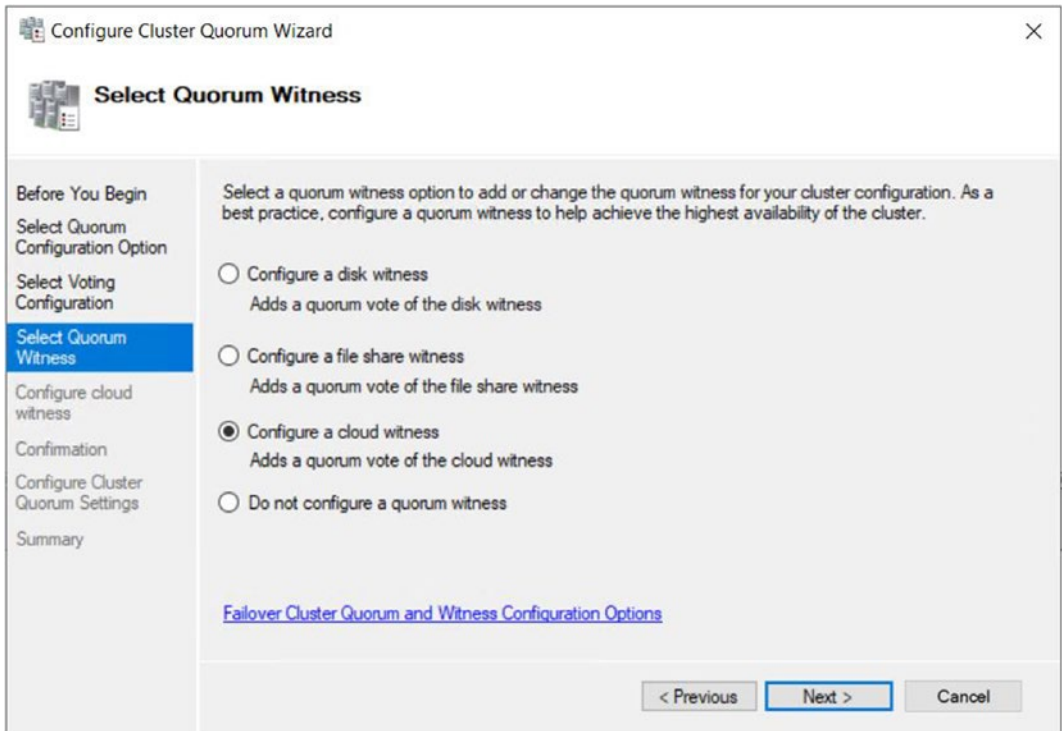 Configure Cluster Quorum Wizard
Select Quorum Witness
Before You Begin
Select Quorum
Configuration Option
Select Voting
Configuration
Select Quorum
Witness
Configure cloud
witness
Confirmation
Configure Cluster
Quorum Settings
Summary
Select a quorum witness option to add or change the quorum witness for your cluster configuration. As a
best practice, configure a quorum witness to help achieve the highest availability of the cluster.
Configure a disk witness
Adds a quorum vote of the disk witness
Configure a file share witness
Adds a quorum vote of the file share witness
Configure a cloud witness
Adds a quorum vote of the cloud witness
Do not configure a quorum witness
Failover Cluster Quorum and Witness Configuration Options
< Previous
Next >
Cancel